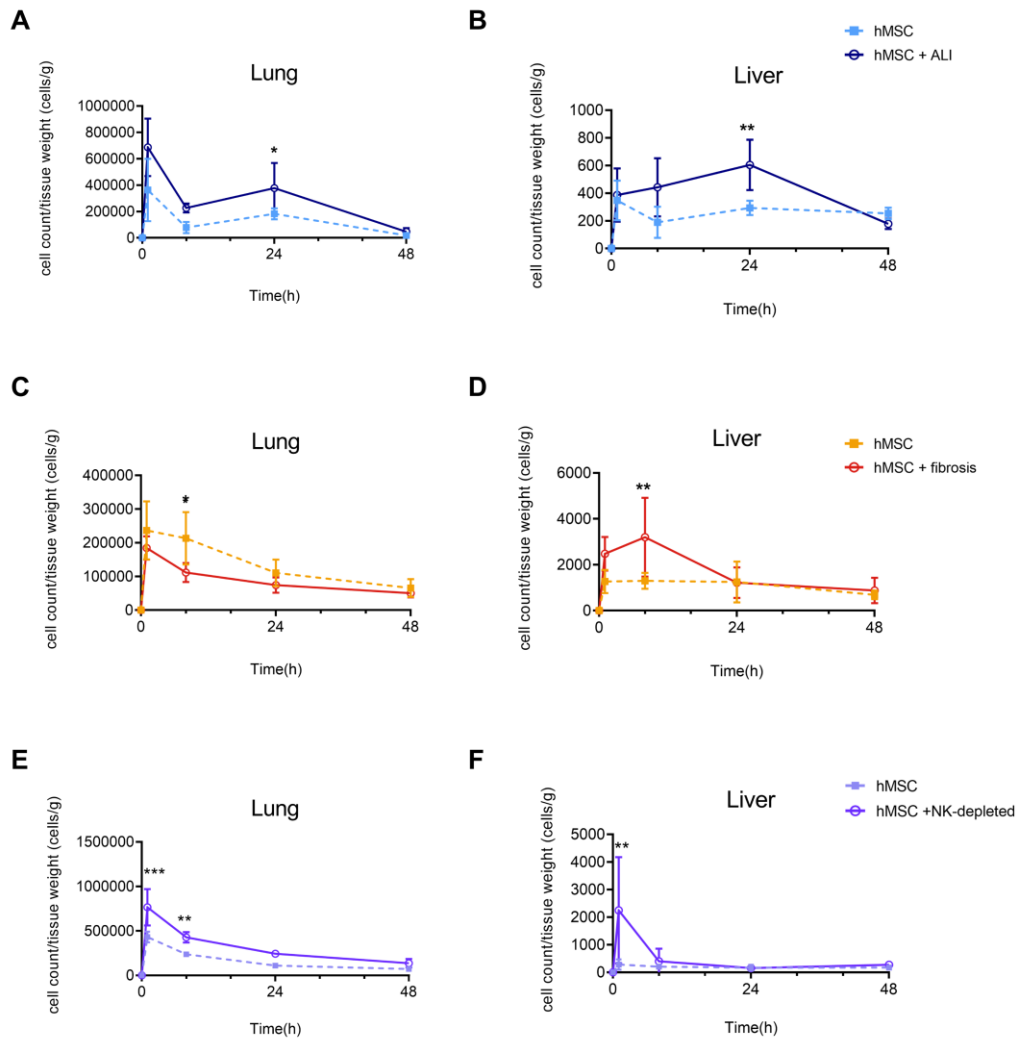 A
Lung
cell count/tissue weight (cells/g)
1000000
800000
600000
400000
200000
0
*
0 24 48
Time(h)
B
Liver
hMSC
hMSC + ALI
cell count/tissue weight (cells/g)
1000
800
600
400
200
0
**
0 24 48
Time(h)
C
Lung
cell count/tissue weight (cells/g)
400000
300000
200000
100000
0
*
0 24 48
Time(h)
D
Liver
hMSC
hMSC + fibrosis
cell count/tissue weight (cells/g)
6000
4000
2000
0
**
0 24 48
Time(h)
E
Lung
cell count/tissue weight (cells/g)
1500000
1000000
500000
0
***
**
0 24 48
Time(h)
F
Liver
hMSC
hMSC +NK-depleted
cell count/tissue weight (cells/g)
5000
4000
3000
2000
1000
0
**
0 24 48
Time(h)